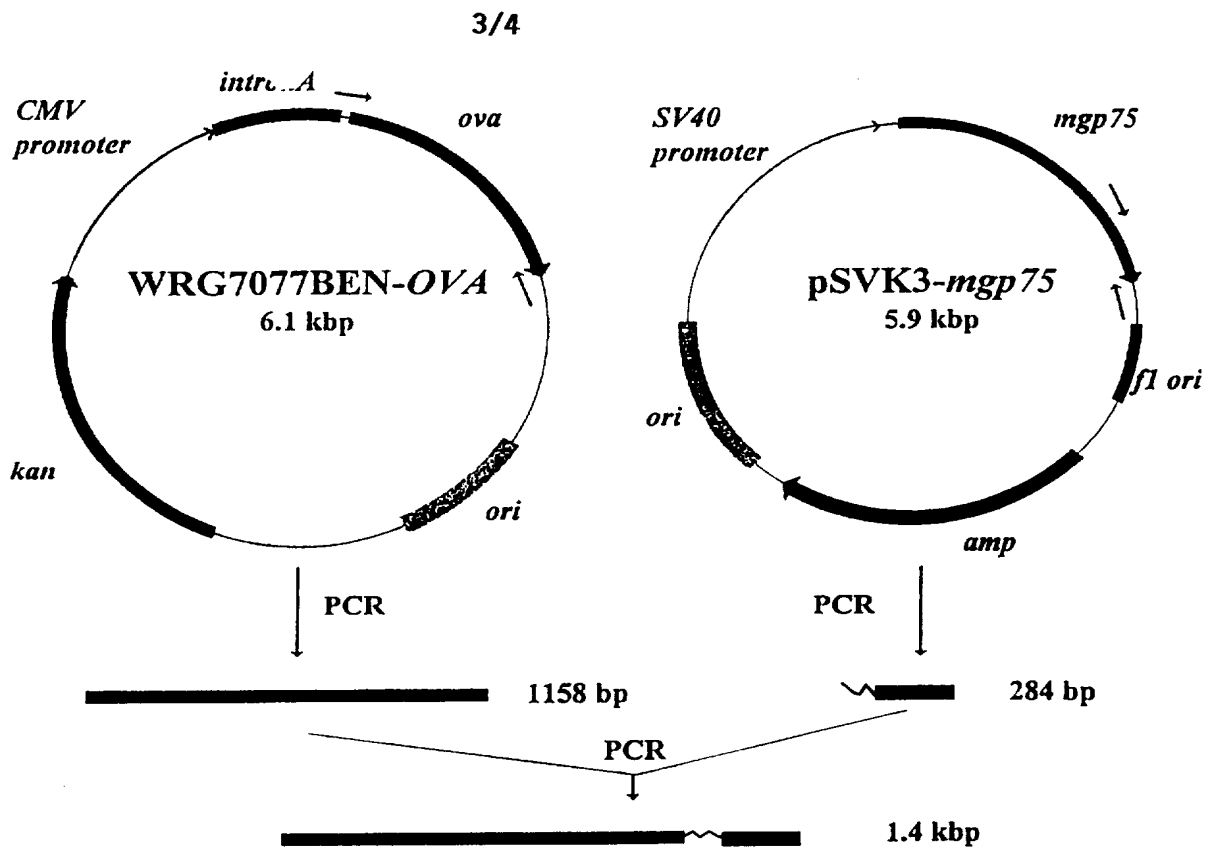 3/4
CMV
promoter
ova
WRG7077BEN-OVA
6.1 kbp
kan
ori
SV40
promoter
mgp75
pSVK3-mgp75
5.9 kbp
f1 ori
ori
amp
PCR
PCR
1158 bp
284 bp
PCR
1.4 kbp